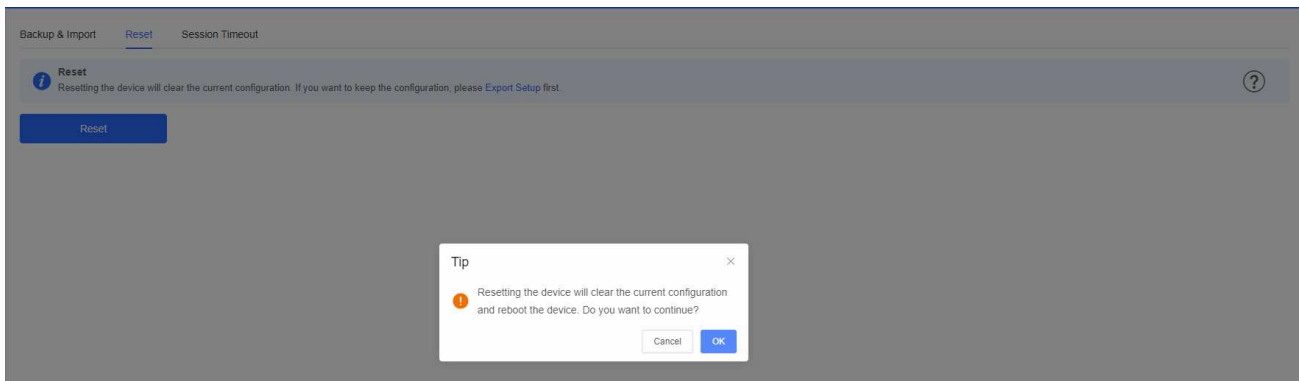 Backup & Import Reset Session Timeout
Reset
Resetting the device will clear the current configuration. If you want to keep the configuration, please Export Setup first.
Reset
Tip
Resetting the device will clear the current configuration
and reboot the device. Do you want to continue?
Cancel OK